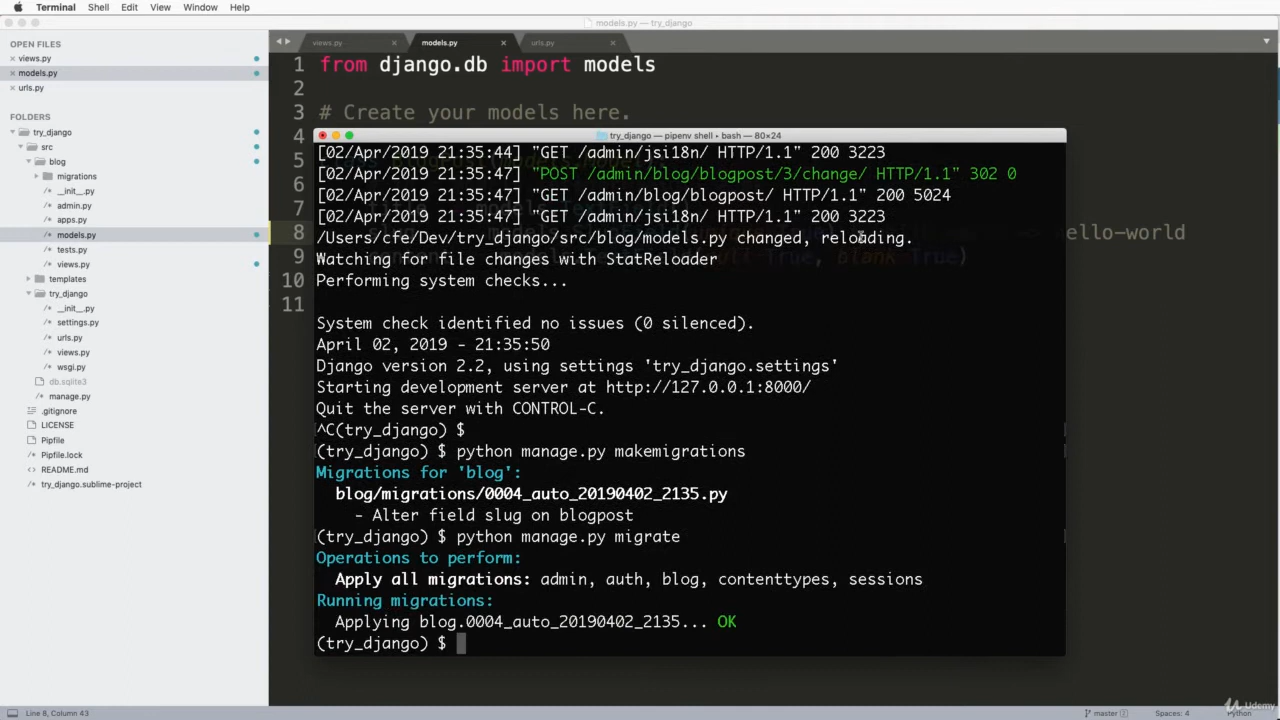 Terminal Shell Edit View Window Help
models.py — try_django
OPEN FILES
views.py
models.py
urls.py
FOLDERS
try_django
src
blog
migrations
__init__.py
admin.py
apps.py
models.py
tests.py
views.py
templates
try_django
__init__.py
settings.py
urls.py
views.py
wsgi.py
db.sqlite3
manage.py
.gitignore
LICENSE
Pipfile
Pipfile.lock
README.md
try_django.sublime-project
views.py models.py urls.py
1 from django.db import models
2
3 # Create your models here.
4
5
6
7
8 ello-world
9 True)
10
11
try_django — pipenv shell ▸ bash — 80×24
[02/Apr/2019 21:35:44] "GET /admin/jsi18n/ HTTP/1.1" 200 3223
[02/Apr/2019 21:35:47] "POST /admin/blog/blogpost/3/change/ HTTP/1.1" 302 0
[02/Apr/2019 21:35:47] "GET /admin/blog/blogpost/ HTTP/1.1" 200 5024
[02/Apr/2019 21:35:47] "GET /admin/jsi18n/ HTTP/1.1" 200 3223
/Users/cfe/Dev/try_django/src/blog/models.py changed, reloading.
Watching for file changes with StatReloader
Performing system checks...
System check identified no issues (0 silenced).
April 02, 2019 - 21:35:50
Django version 2.2, using settings 'try_django.settings'
Starting development server at http://127.0.0.1:8000/
Quit the server with CONTROL-C.
^C(try_django) $
(try_django) $ python manage.py makemigrations
Migrations for 'blog':
blog/migrations/0004_auto_20190402_2135.py
- Alter field slug on blogpost
(try_django) $ python manage.py migrate
Operations to perform:
Apply all migrations: admin, auth, blog, contenttypes, sessions
Running migrations:
Applying blog.0004_auto_20190402_2135... OK
(try_django) $
Line 8, Column 43
master 2
Spaces: 4
Python
Udemy